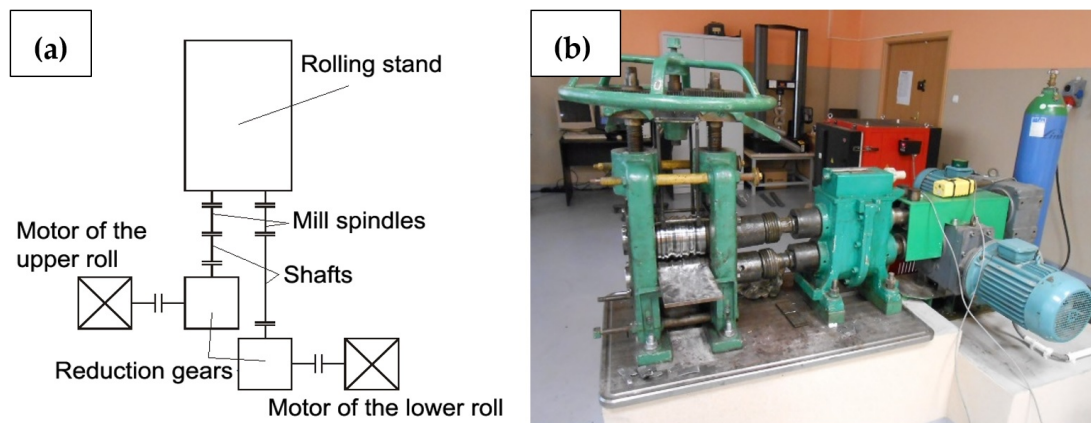 (a)
Rolling stand
Mill spindles
Motor of the
upper roll
Shafts
Reduction gears
Motor of the lower roll
(b)